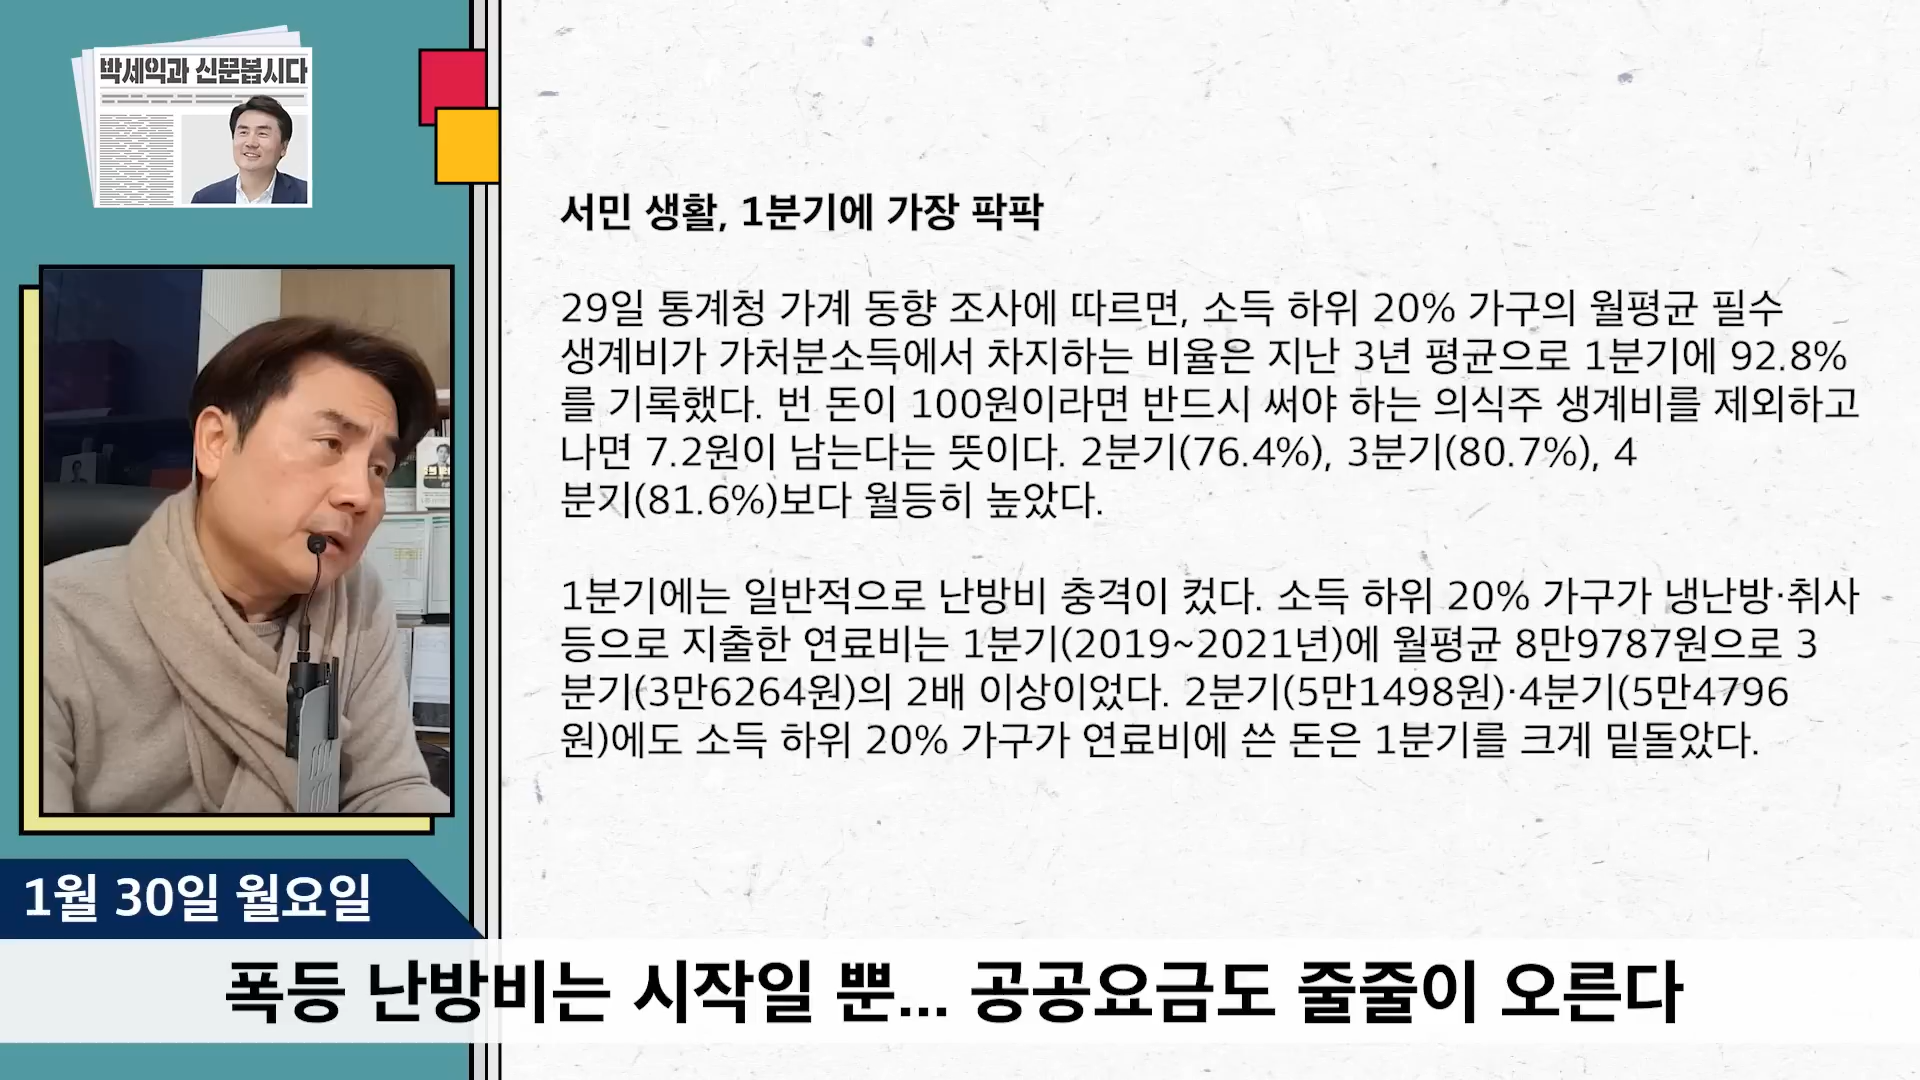 박세익과 신문봅시다
서민 생활, 1분기에 가장 팍팍
29일 통계청 가계 동향 조사에 따르면, 소득 하위 20% 가구의 월평균 필수
생계비가 가처분소득에서 차지하는 비율은 지난 3년 평균으로 1분기에 92.8%
를 기록했다. 번 돈이 100원이라면 반드시 써야 하는 의식주 생계비를 제외하고
나면 7.2원이 남는다는 뜻이다. 2분기(76.4%), 3분기(80.7%), 4
분기(81.6%)보다 월등히 높았다.
1분기에는 일반적으로 난방비 충격이 컸다. 소득 하위 20% 가구가 냉난방·취사
등으로 지출한 연료비는 1분기(2019~2021년)에 월평균 8만9787원으로 3
분기(3만6264원)의 2배 이상이었다. 2분기(5만1498원)·4분기(5만4796
원)에도 소득 하위 20% 가구가 연료비에 쓴 돈은 1분기를 크게 밑돌았다.
1월 30일 월요일
폭등 난방비는 시작일 뿐... 공공요금도 줄줄이 오른다